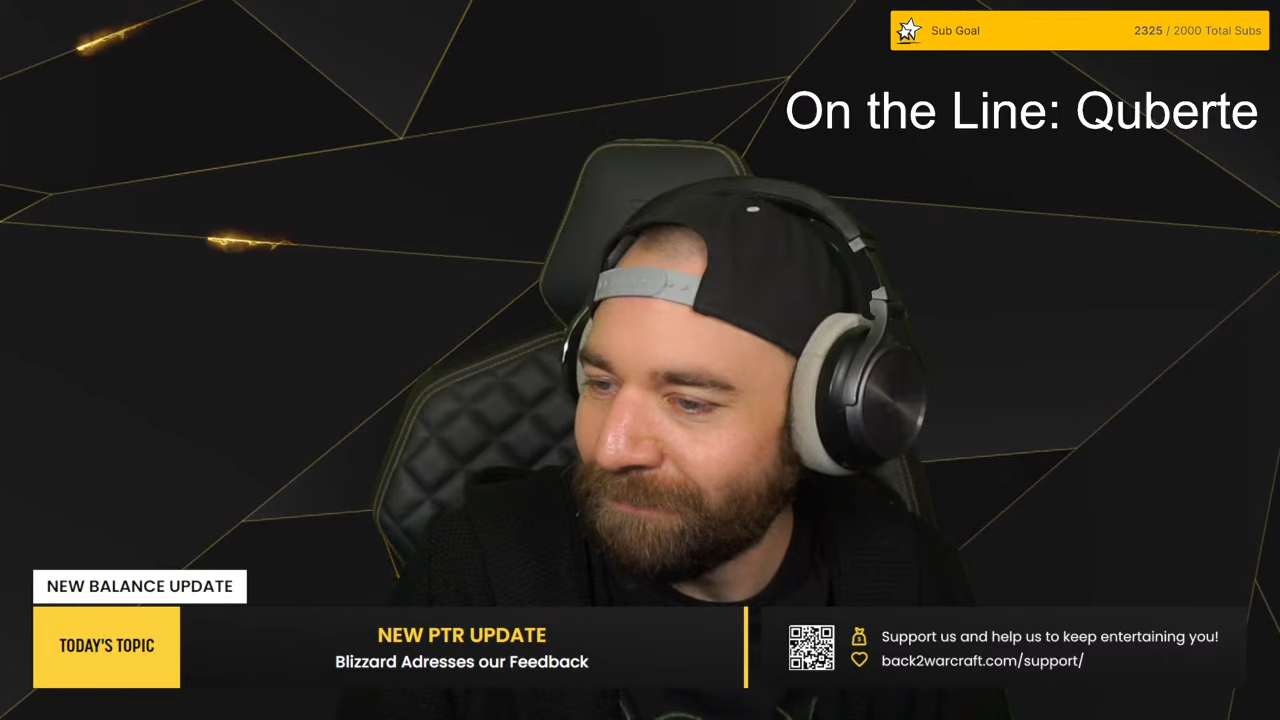 Sub Goal
2325 / 2000 Total Subs
On the Line: Quberte
NEW BALANCE UPDATE
TODAY'S TOPIC
NEW PTR UPDATE
Blizzard Adresses our Feedback
Support us and help us to keep entertaining you!
back2warcraft.com/support/